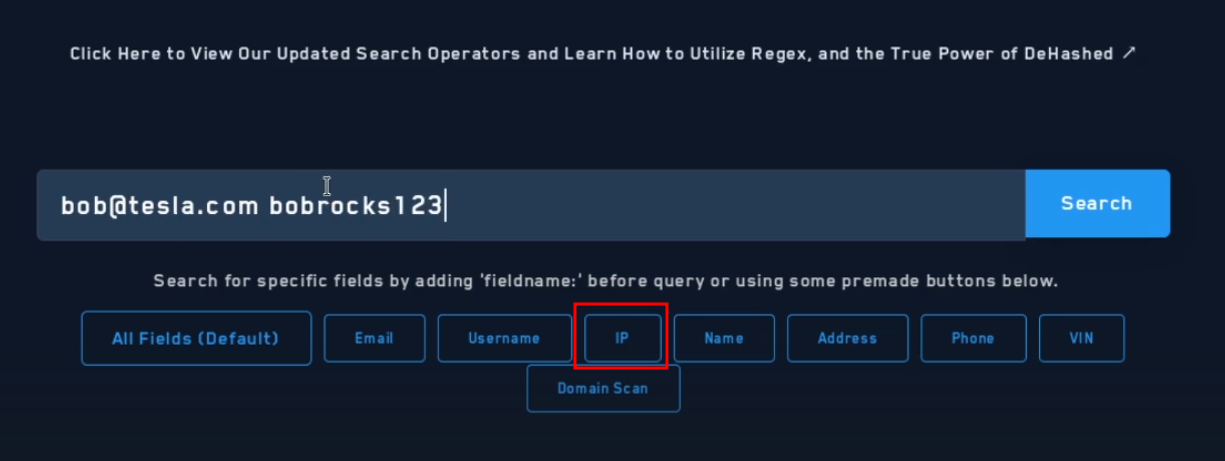 Click Here to View Our Updated Search Operators and Learn How to Utilize Regex, and the True Power of DeHashed ↗
bob@tesla.com bobrocks123
Search
Search for specific fields by adding 'fieldname:' before query or using some premade buttons below.
All Fields (Default) Email Username IP Name Address Phone VIN
Domain Scan